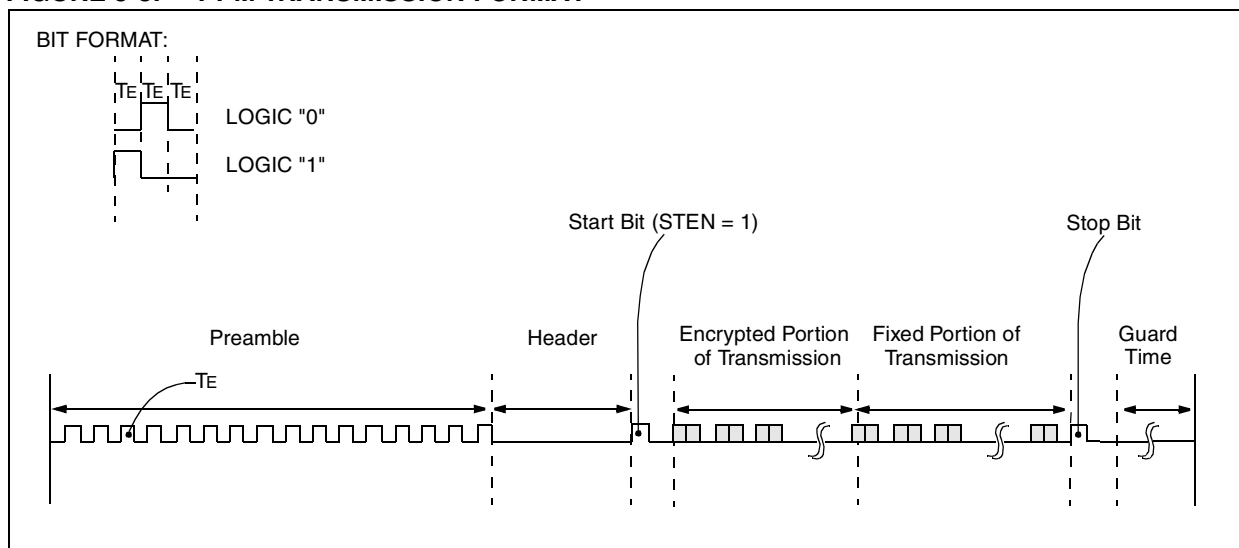 BIT FORMAT:
TE TE TE
LOGIC "0"
LOGIC "1"
Start Bit (STEN = 1)
Stop Bit
Preamble
Header
Encrypted Portion
of Transmission
Fixed Portion of
Transmission
Guard
Time
TE